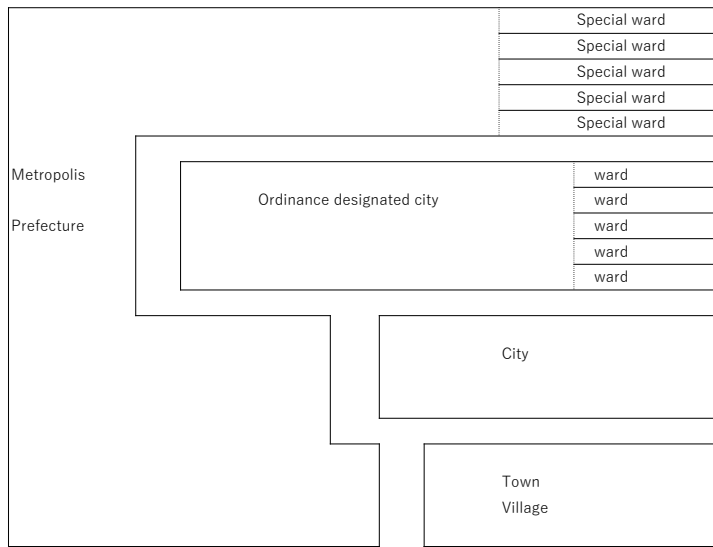 Special ward
Special ward
Special ward
Special ward
Special ward
Metropolis
Prefecture
Ordinance designated city
ward
ward
ward
ward
ward
City
Town
Village